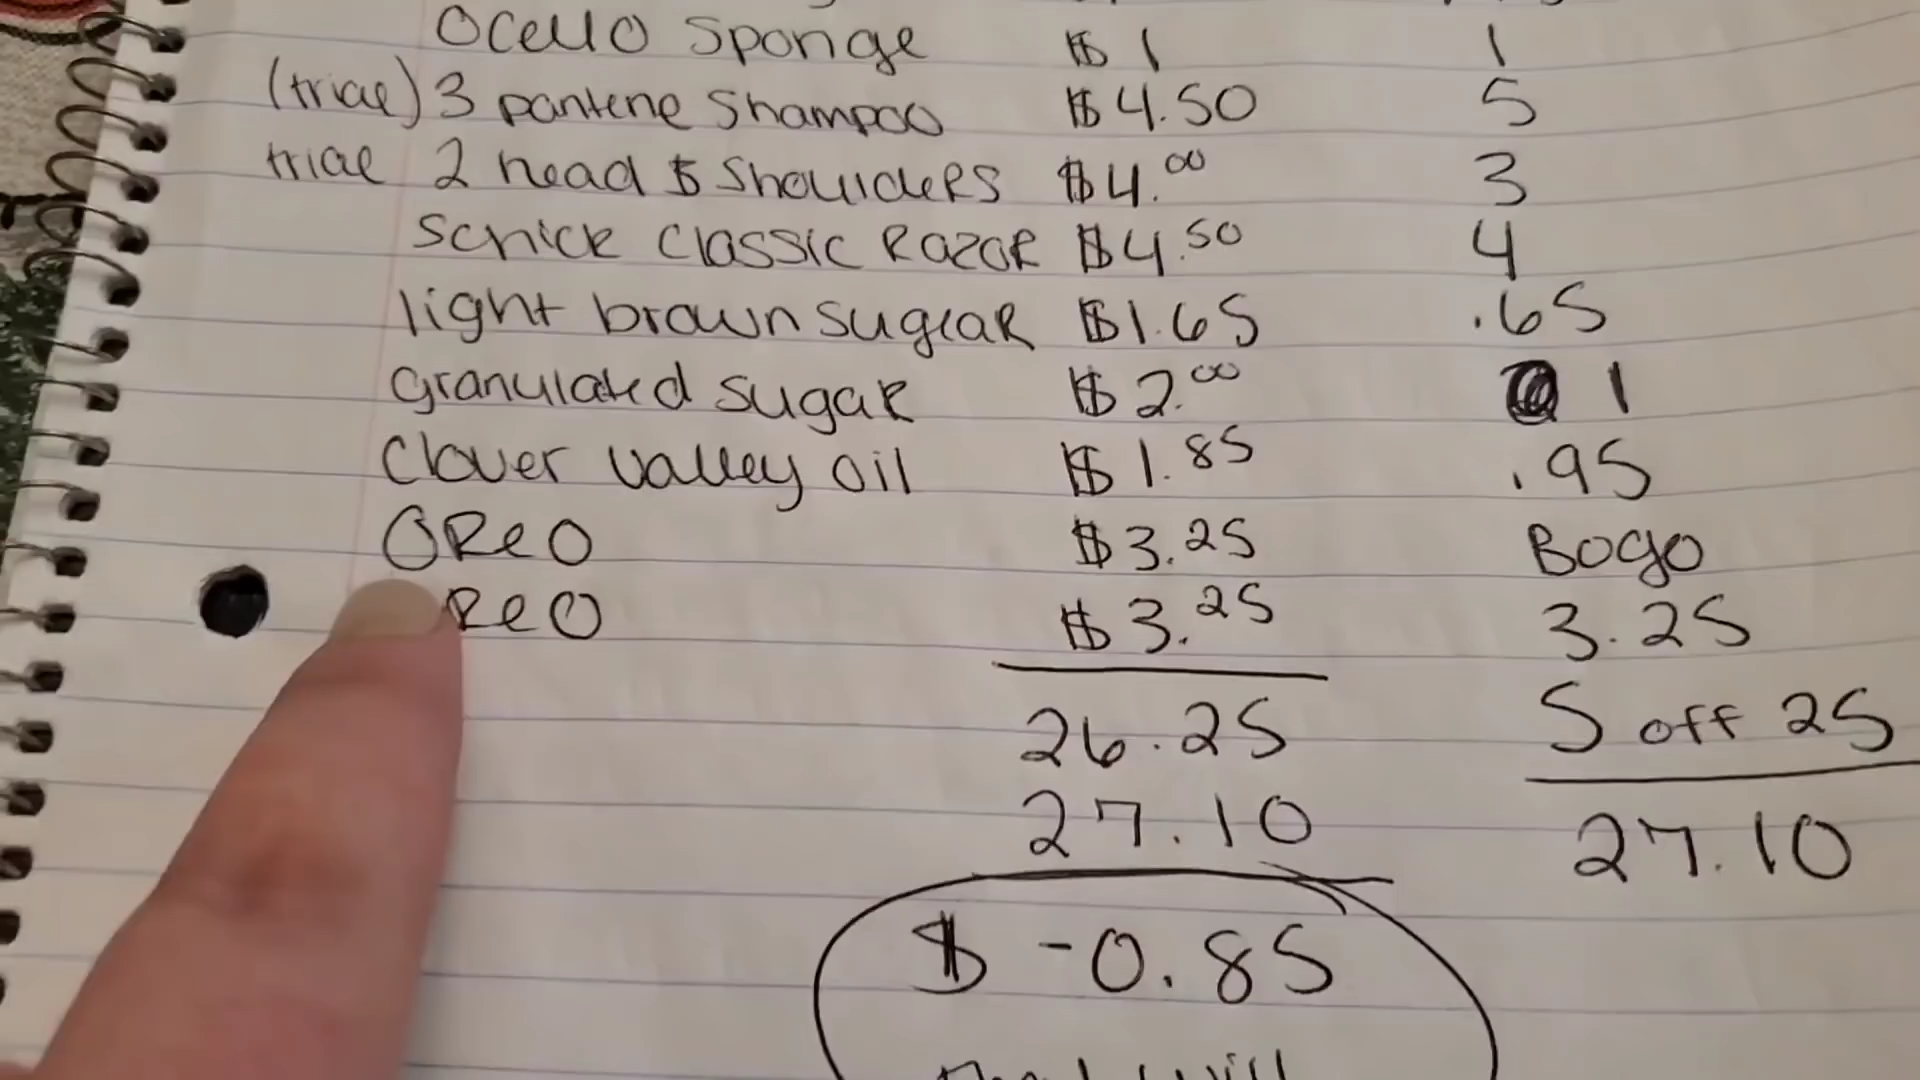 Ocello Sponge $ 1 1
(trial) 3 pantene Shampoo $4.50 5
trial 2 head & Shoulders $4.00 3
Schick Classic Razor $4.50 4
light brown sugar $1.65 .65
granulated sugar $2.00 1
Clover Valley oil $1.85 .95
OReO $3.25 Bogo
ReO $3.25 3.25
26.25 5 off 25
27.10 27.10
$ -0.85